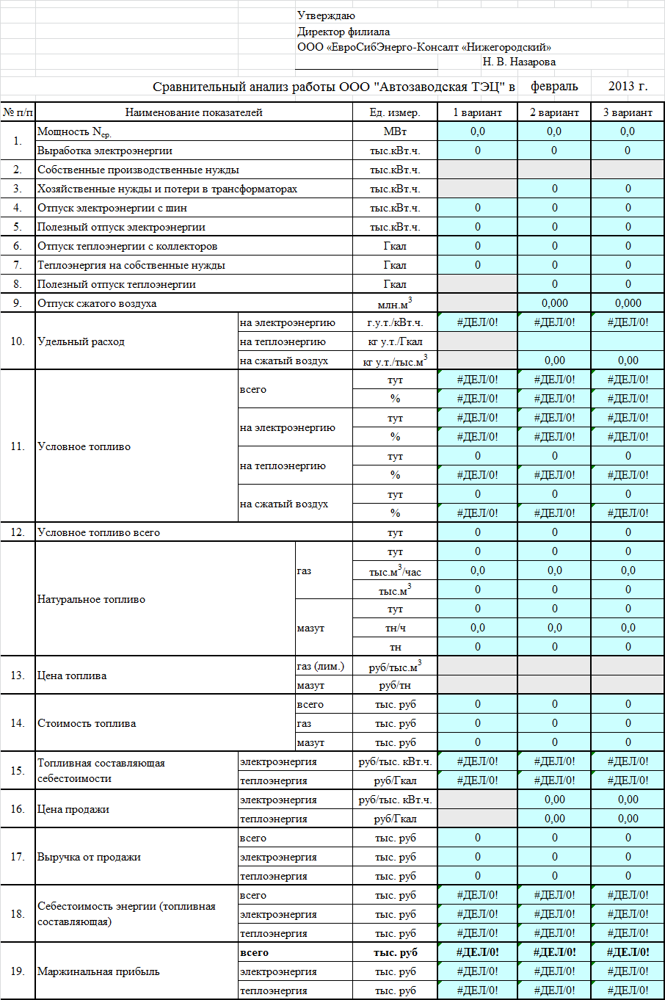 Утверждаю
Директор филиала
ООО «ЕвроСибЭнерго-Консалт «Нижегородский»
Н. В. Назарова
Сравнительный анализ работы ООО "Автозаводская ТЭЦ" в февраль 2013 г.
№ п/п Наименование показателей Ед. измер. 1 вариант 2 вариант 3 вариант
1. Мощность Nср. МВт 0,0 0,0 0,0
Выработка электроэнергии тыс.кВт.ч. 0 0 0
2. Собственные производственные нужды тыс.кВт.ч.
3. Хозяйственные нужды и потери в трансформаторах тыс.кВт.ч. 0 0
4. Отпуск электроэнергии с шин тыс.кВт.ч. 0 0 0
5. Полезный отпуск электроэнергии тыс.кВт.ч. 0 0 0
6. Отпуск теплоэнергии с коллекторов Гкал 0 0 0
7. Теплоэнергия на собственные нужды Гкал 0 0 0
8. Полезный отпуск теплоэнергии Гкал 0 0
9. Отпуск сжатого воздуха млн.м3 0,000 0,000
10. Удельный расход на электроэнергию г.у.т./кВт.ч. #ДЕЛ/0! #ДЕЛ/0! #ДЕЛ/0!
на теплоэнергию кг у.т./Гкал
на сжатый воздух кг у.т./тыс.м3 0,00 0,00
11. Условное топливо всего тут #ДЕЛ/0! #ДЕЛ/0! #ДЕЛ/0!
% #ДЕЛ/0! #ДЕЛ/0! #ДЕЛ/0!
на электроэнергию тут #ДЕЛ/0! #ДЕЛ/0! #ДЕЛ/0!
% #ДЕЛ/0! #ДЕЛ/0! #ДЕЛ/0!
на теплоэнергию тут 0 0 0
% #ДЕЛ/0! #ДЕЛ/0! #ДЕЛ/0!
на сжатый воздух тут 0 0 0
% #ДЕЛ/0! #ДЕЛ/0! #ДЕЛ/0!
12. Условное топливо всего тут 0 0 0
Натуральное топливо газ тут 0 0 0
тыс.м3/час 0,0 0,0 0,0
тыс.м3 0 0 0
мазут тут 0 0 0
тн/ч 0,0 0,0 0,0
тн 0 0 0
13. Цена топлива газ (лим.) руб/тыс.м3
мазут руб/тн
14. Стоимость топлива всего тыс. руб 0 0 0
газ тыс. руб 0 0 0
мазут тыс. руб 0 0 0
15. Топливная составляющая себестоимости электроэнергия руб/тыс. кВт.ч. #ДЕЛ/0! #ДЕЛ/0! #ДЕЛ/0!
теплоэнергия руб/Гкал #ДЕЛ/0! #ДЕЛ/0! #ДЕЛ/0!
16. Цена продажи электроэнергия руб/тыс. кВт.ч. 0,00 0,00
теплоэнергия руб/Гкал 0,00 0,00
17. Выручка от продажи всего тыс. руб 0 0 0
электроэнергия тыс. руб 0 0 0
теплоэнергия тыс. руб 0 0 0
18. Себестоимость энергии (топливная составляющая) всего тыс. руб #ДЕЛ/0! #ДЕЛ/0! #ДЕЛ/0!
электроэнергия тыс. руб #ДЕЛ/0! #ДЕЛ/0! #ДЕЛ/0!
теплоэнергия тыс. руб #ДЕЛ/0! #ДЕЛ/0! #ДЕЛ/0!
19. Маржинальная прибыль всего тыс. руб #ДЕЛ/0! #ДЕЛ/0! #ДЕЛ/0!
электроэнергия тыс. руб #ДЕЛ/0! #ДЕЛ/0! #ДЕЛ/0!
теплоэнергия тыс. руб #ДЕЛ/0! #ДЕЛ/0! #ДЕЛ/0!